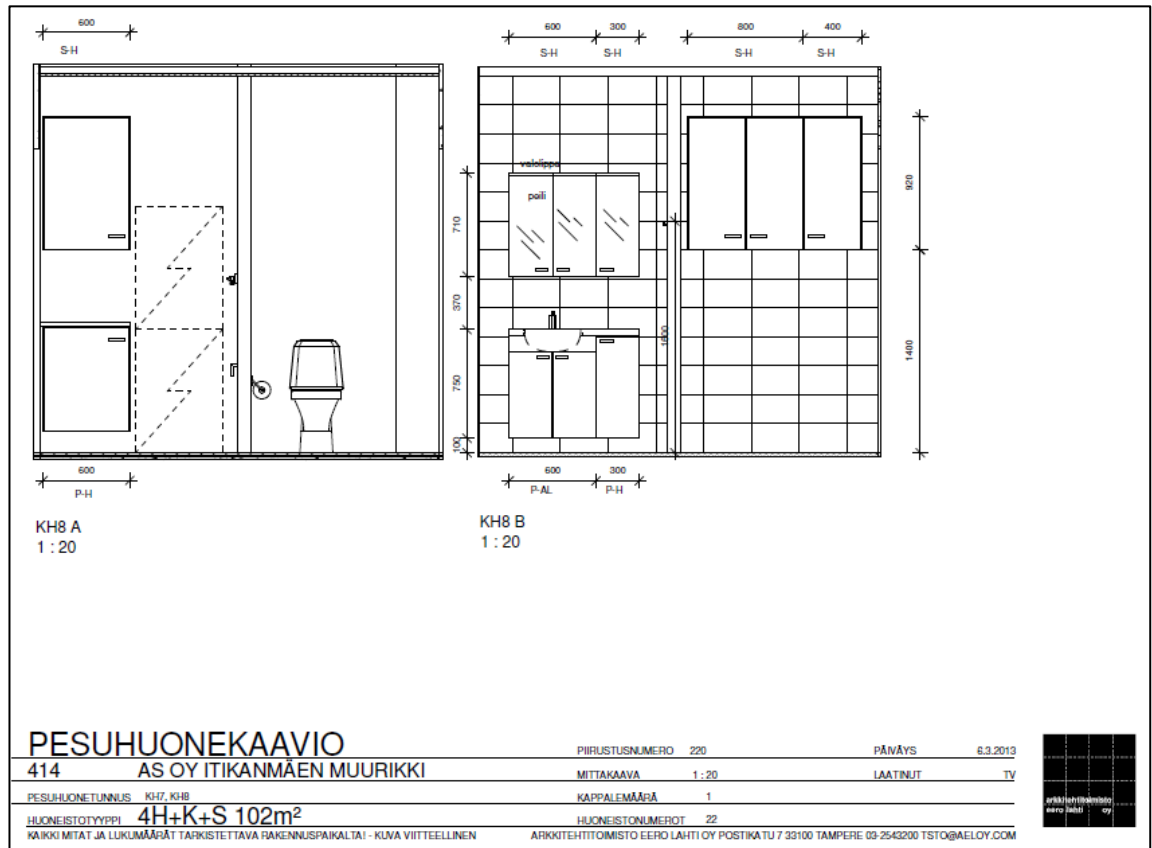 600
S-H
600
300
800
400
S-H
S-H
S-H
S-H
valolippa
peili
710
370
750
100
1600
920
1400
600
P-H
600
300
P-AL
P-H
KH8 A
1 : 20
KH8 B
1 : 20
PESUHUONEKAAVIO
PIIRUSTUSNUMERO 220
PÄIVÄYS 6.3.2013
414 AS OY ITIKANMÄEN MUURIKKI
MITTAKAAVA 1 : 20
LAATINUT TV
PESUHUONETUNNUS KH7, KH8
KAPPALEMÄÄRÄ 1
HUONEISTOTYYPPI 4H+K+S 102m²
HUONEISTONUMEROT 22
KAIKKI MITAT JA LUKUMÄÄRÄT TARKISTETTAVA RAKENNUSPAIKALTA! - KUVA VIITTEELLINEN
ARKKITEHTITOIMISTO EERO LAHTI OY POSTIKATU 7 33100 TAMPERE 03-2543200 TSTO@AELOY.COM
arkkitehtitoimisto
eero lahti oy